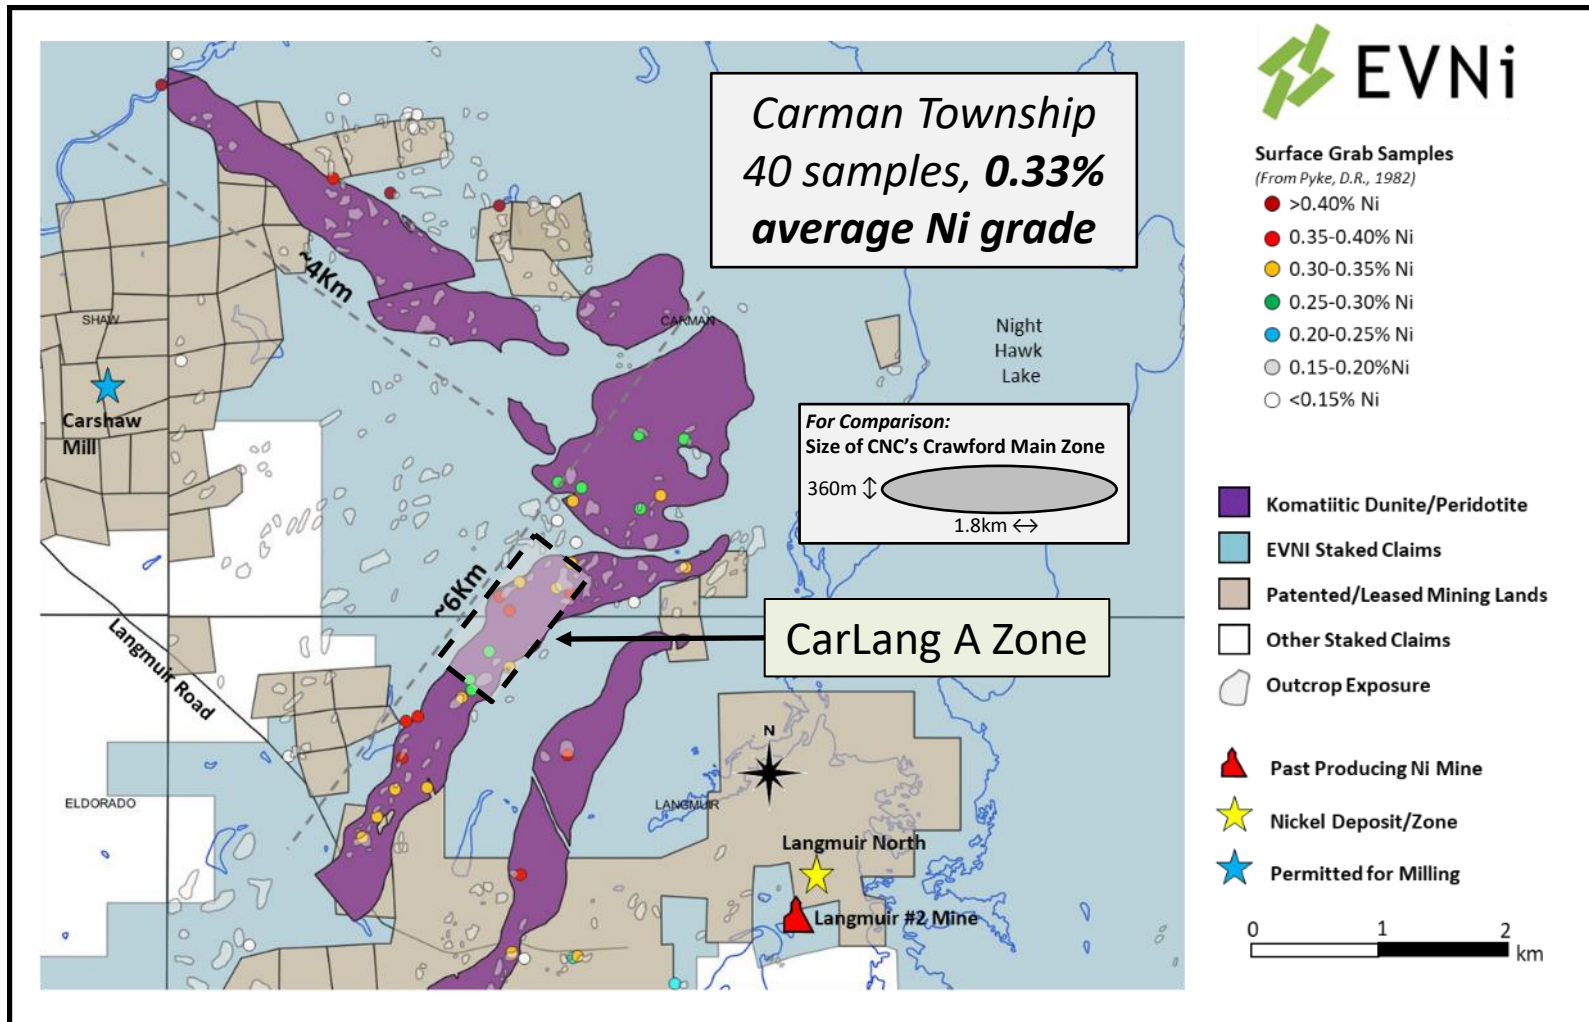 Carman Township
40 samples, 0.33%
average Ni grade
EVNi
Surface Grab Samples
(From Pyke, D.R., 1982)
>0.40% Ni
0.35-0.40% Ni
0.30-0.35% Ni
0.25-0.30% Ni
0.20-0.25% Ni
0.15-0.20%Ni
<0.15% Ni
~4Km
SHAW
CARMAN
Night
Hawk
Lake
Carshaw
Mill
For Comparison:
Size of CNC's Crawford Main Zone
360m ↕
1.8km ↔
~6Km
CarLang A Zone
Langmuir Road
N
ELDORADO
LANGMUIR
Langmuir North
Langmuir #2 Mine
Komatiitic Dunite/Peridotite
EVNI Staked Claims
Patented/Leased Mining Lands
Other Staked Claims
Outcrop Exposure
Past Producing Ni Mine
Nickel Deposit/Zone
Permitted for Milling
0 1 2
km